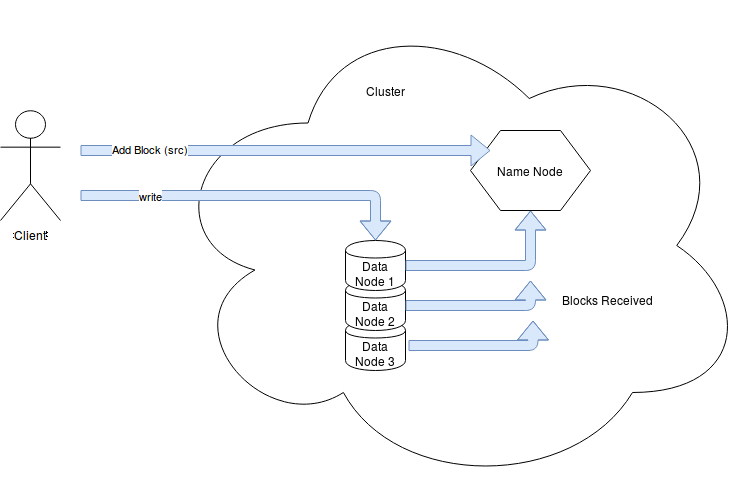 Cluster
Add Block (src)
Name Node
write
Client
Data
Node 1
Data
Node 2
Data
Node 3
Blocks Received